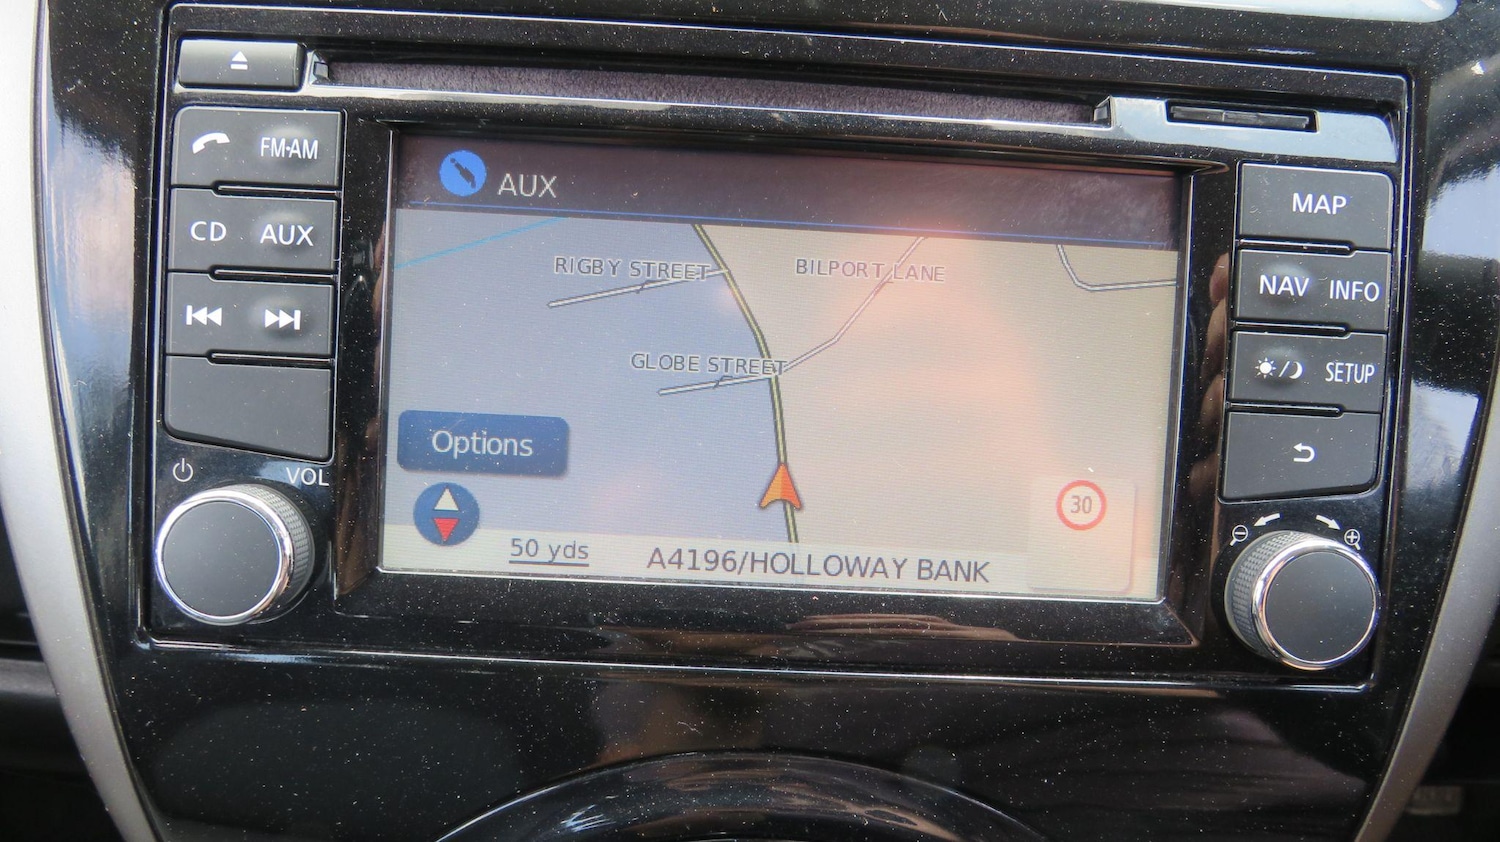 FM·AM
CD AUX
VOL
AUX
RIGBY STREET
BILPORT LANE
GLOBE STREET
Options
30
50 yds
A4196/HOLLOWAY BANK
MAP
NAV INFO
SETUP